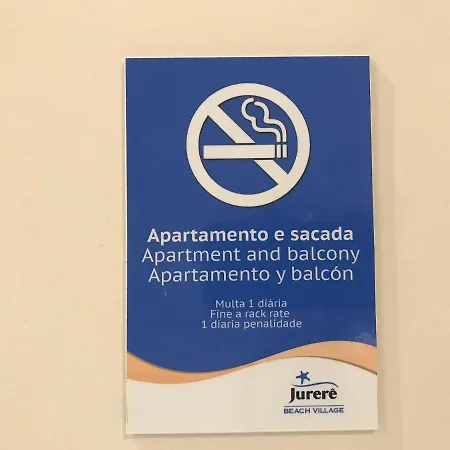 Apartamento e sacada
Apartment and balcony
Apartamento y balcón
Multa 1 diária
Fine a rack rate
1 diaria penalidade
Jurerê
BEACH VILLAGE